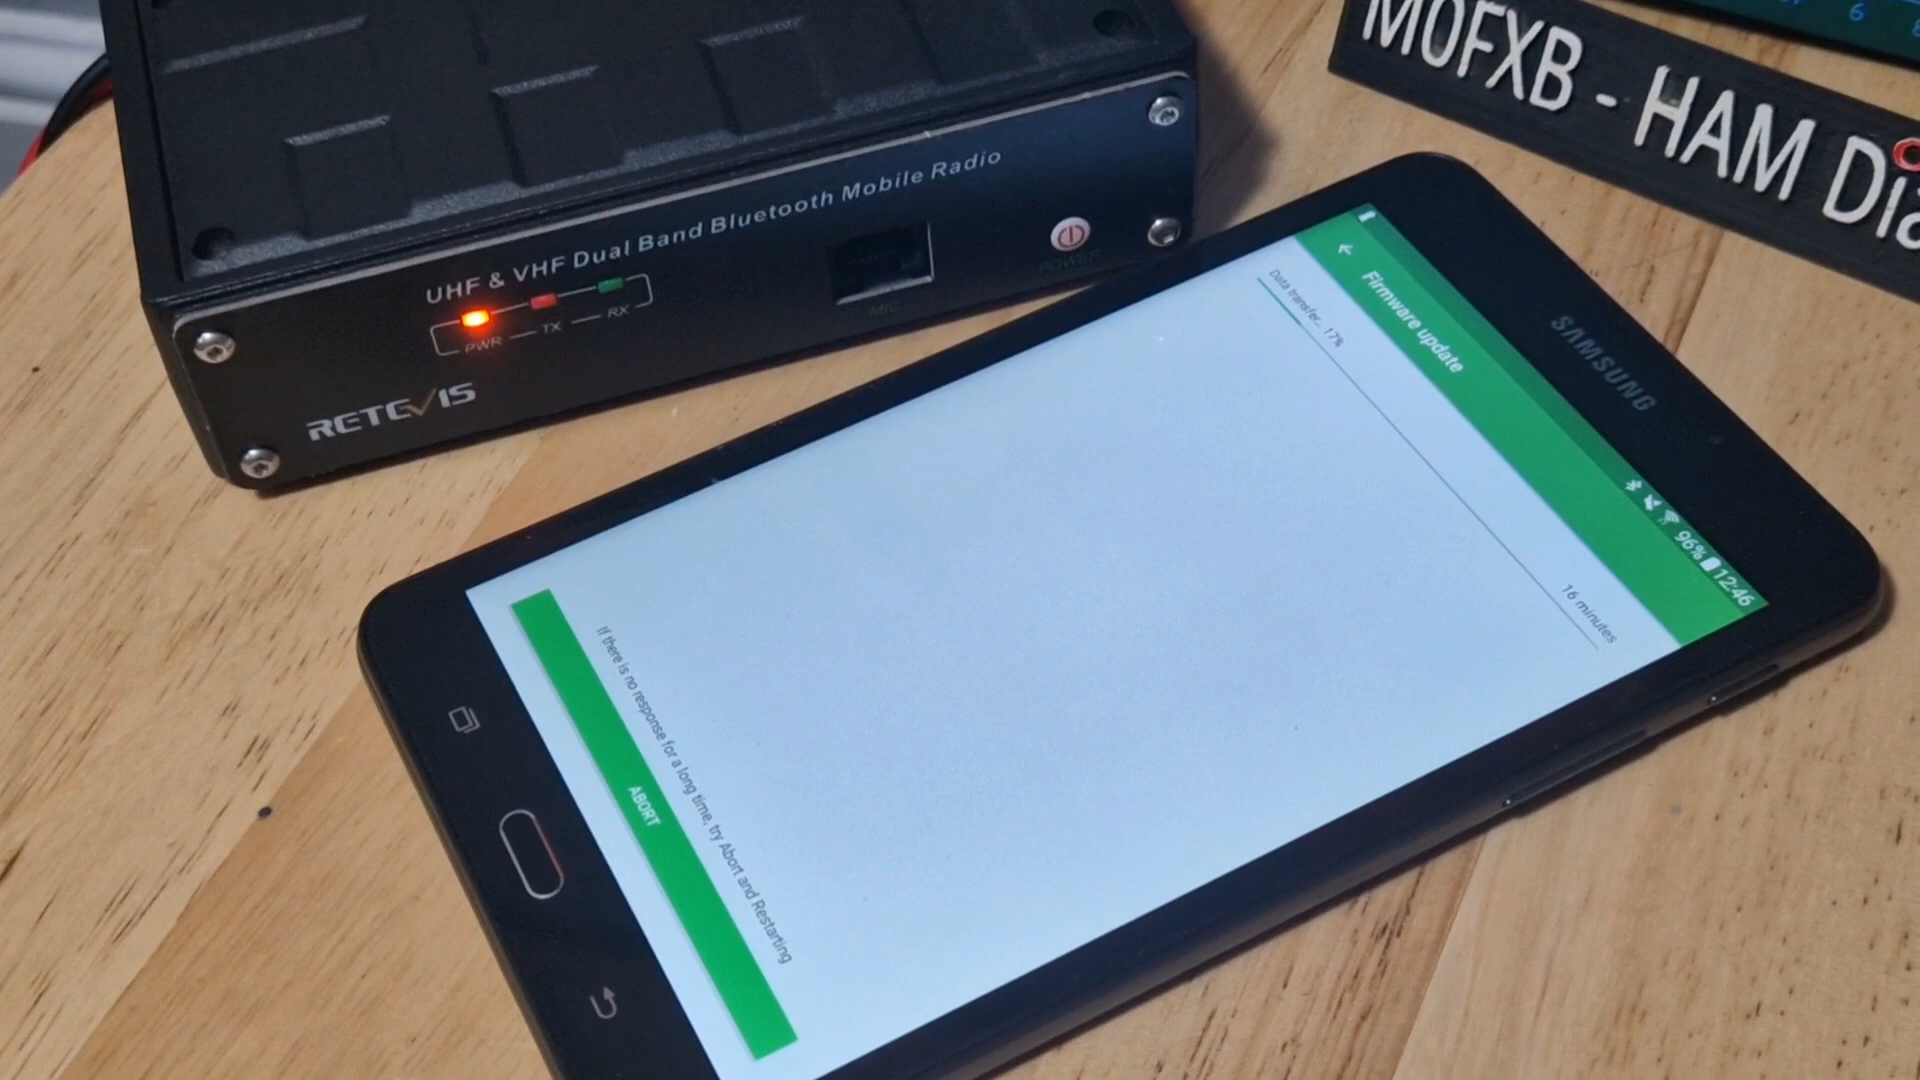 UHF & VHF Dual Band Bluetooth Mobile Radio
PWR TX RX
MIC
POWER
RETEVIS
M0FXB - HAM Dia
6
SAMSUNG
96% 12:46
Firmware update
Data transfer.. 17%
16 minutes
If there is no response for a long time, try Abort and Restarting
ABORT